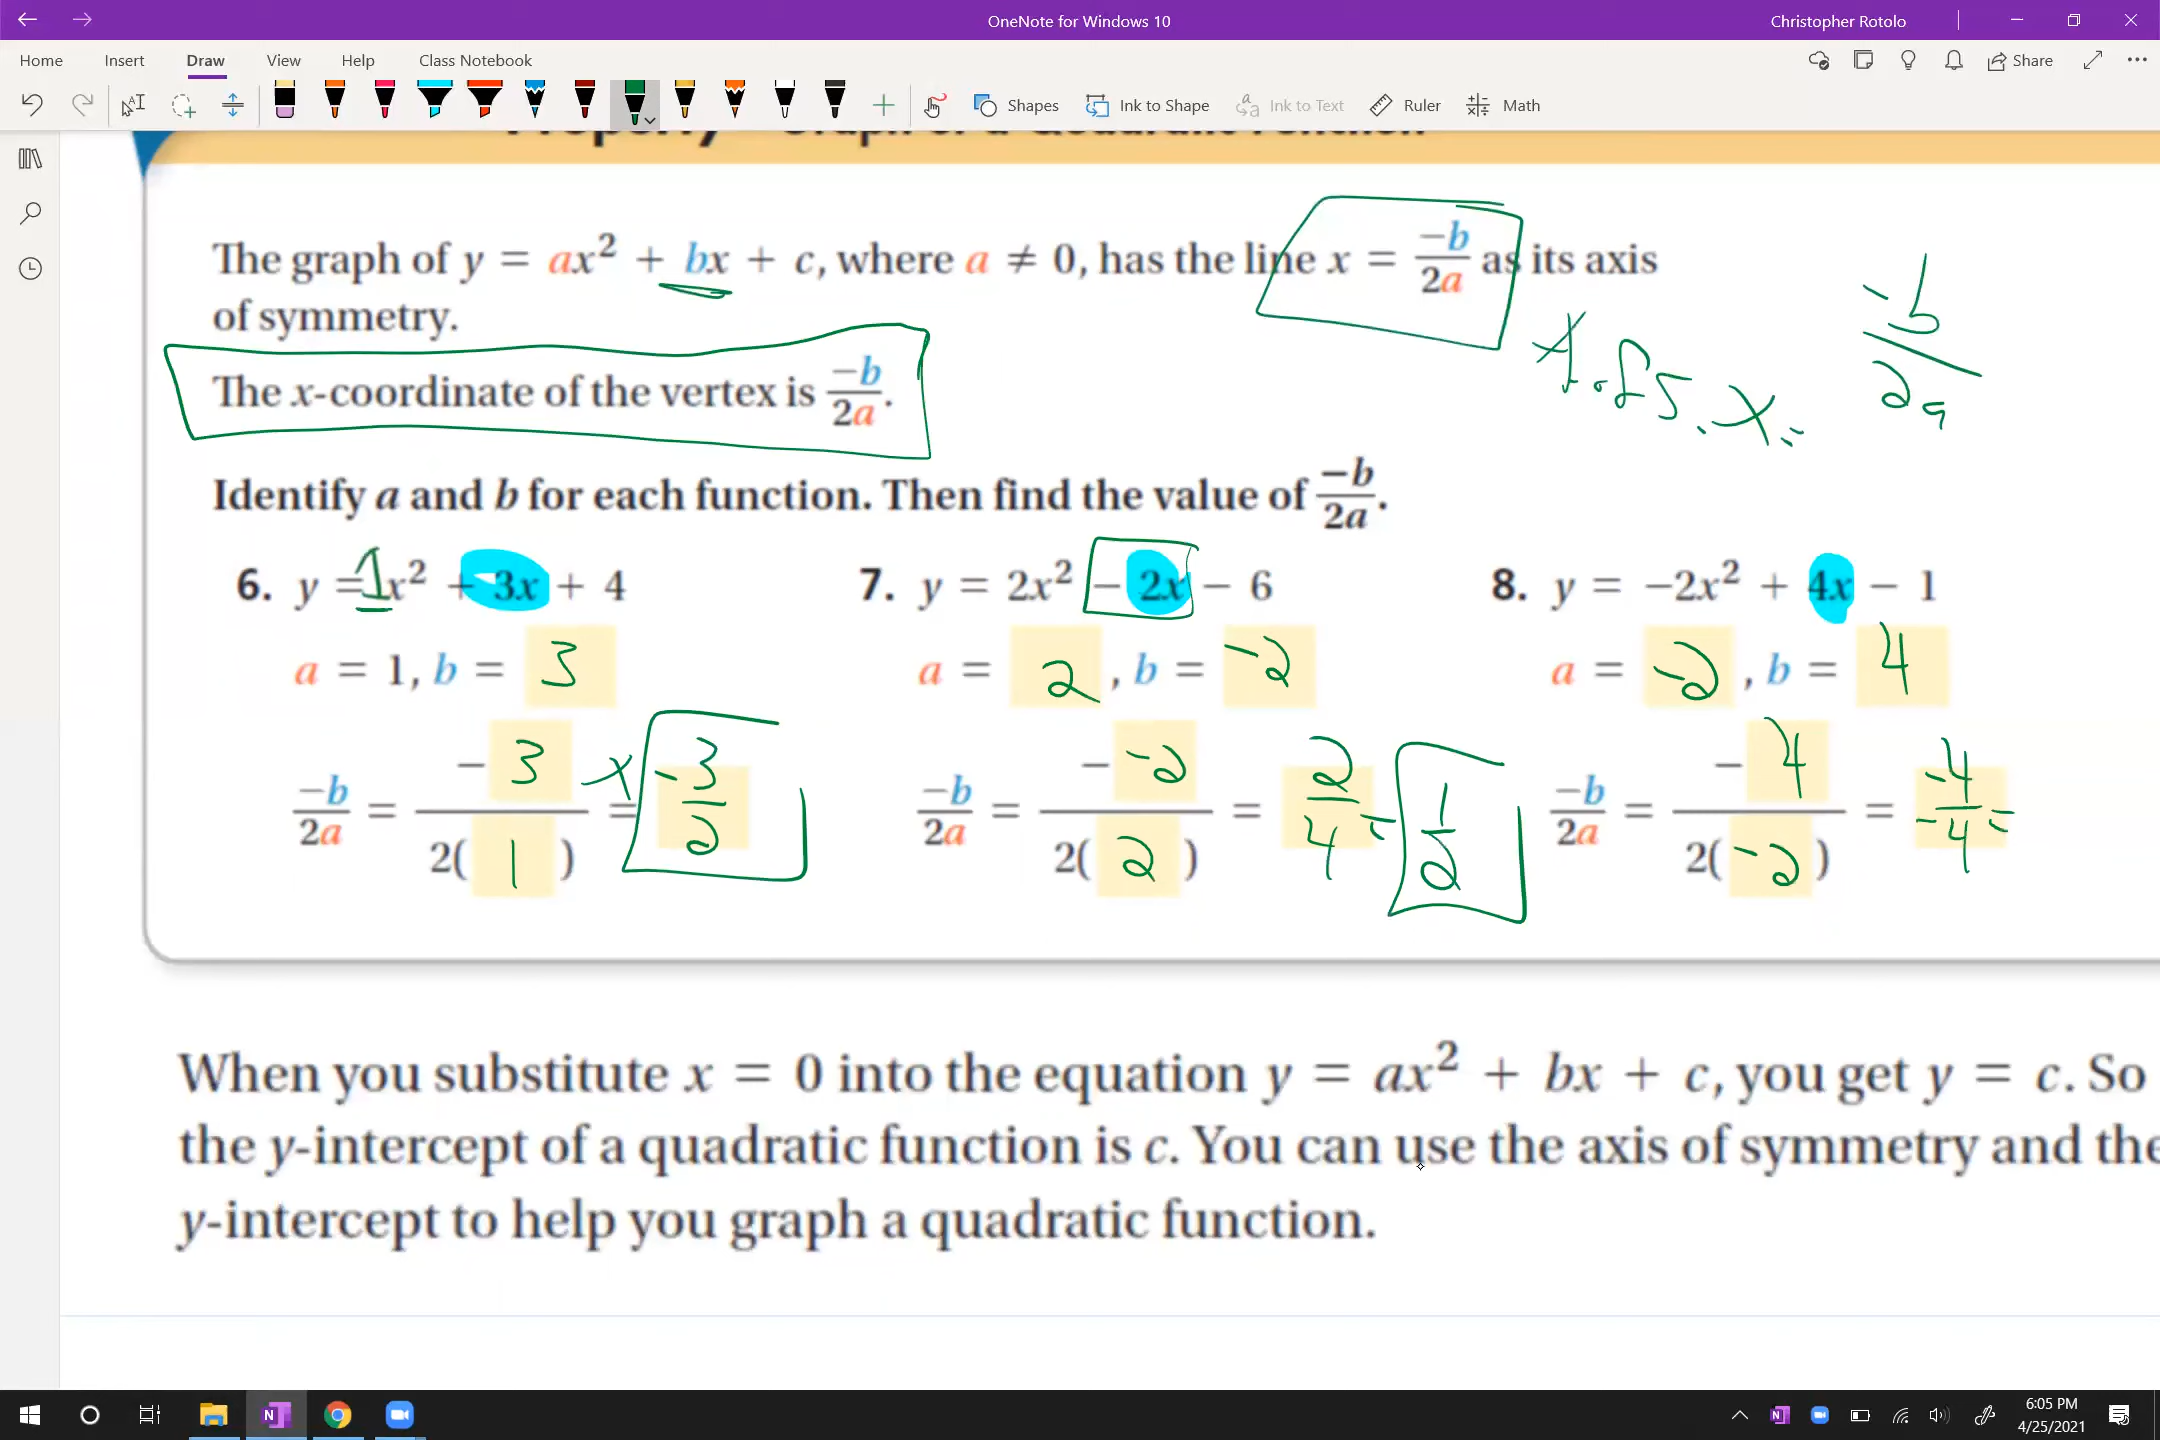 OneNote for Windows 10
Christopher Rotolo
Home Insert Draw View Help Class Notebook
Share
Shapes Ink to Shape Ink to Text Ruler Math
Property Graph of a Quadratic Function
The graph of y = ax² + bx + c, where a ≠ 0, has the line x = -b/2a as its axis
of symmetry.
A.of S. x = -b/2a
The x-coordinate of the vertex is -b/2a.
Identify a and b for each function. Then find the value of -b/2a.
6. y = 1x² + 3x + 4
a = 1, b = 3
-b/2a = -3/2(1) x = -3/2
7. y = 2x² - 2x - 6
a = 2, b = -2
-b/2a = - -2/2(2) = 2/4 = 1/2
8. y = -2x² + 4x - 1
a = -2, b = 4
-b/2a = -4/2(-2) = -4/-4 =
When you substitute x = 0 into the equation y = ax² + bx + c, you get y = c. So
the y-intercept of a quadratic function is c. You can use the axis of symmetry and the
y-intercept to help you graph a quadratic function.
6:05 PM
4/25/2021